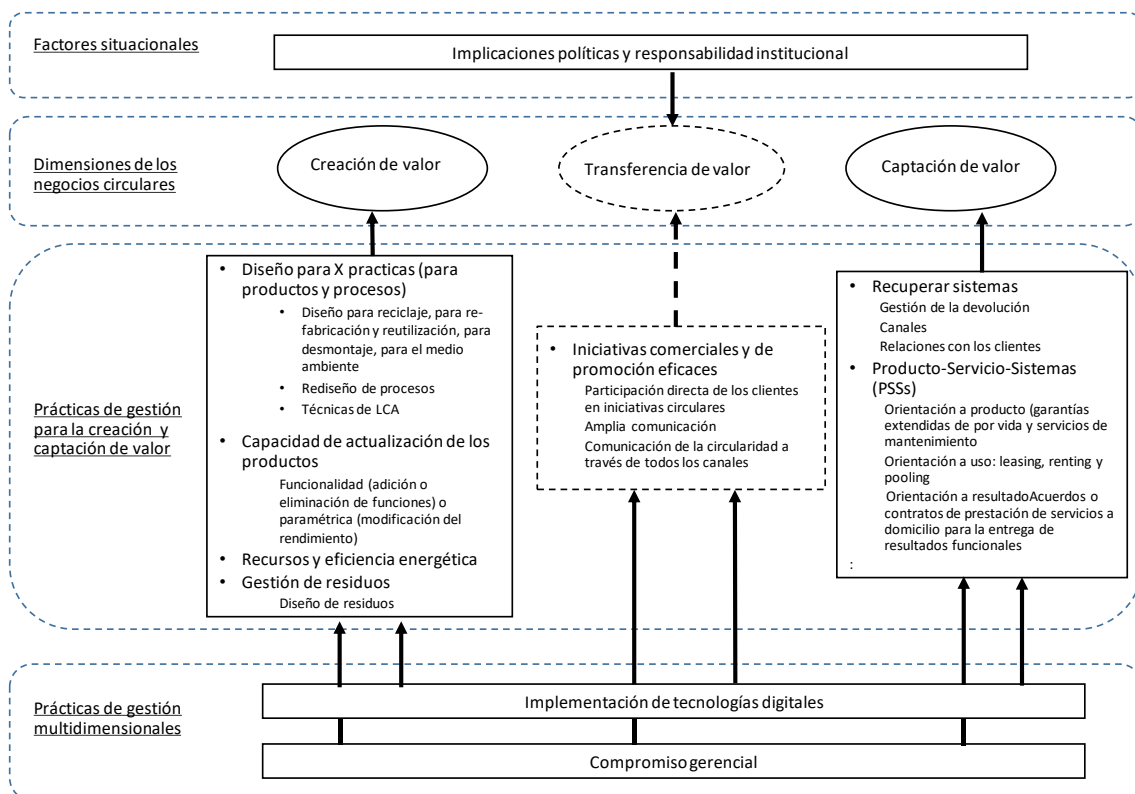 Factores situacionales
Implicaciones políticas y responsabilidad institucional
Dimensiones de los
negocios circulares
Creación de valor
Transferencia de valor
Captación de valor
Prácticas de gestión
para la creación y
captación de valor
• Diseño para X practicas (para
productos y procesos)
• Diseño para reciclaje, para re-
fabricación y reutilización, para
desmontaje, para el medio
ambiente
• Rediseño de procesos
• Técnicas de LCA
• Capacidad de actualización de los
productos
Funcionalidad (adición o
eliminación de funciones) o
paramétrica (modificación del
rendimiento)
• Recursos y eficiencia energética
• Gestión de residuos
Diseño de residuos
• Iniciativas comerciales y de
promoción eficaces
Participación directa de los clientes
en iniciativas circulares
Amplia comunicación
Comunicación de la circularidad a
través de todos los canales
• Recuperar sistemas
Gestión de la devolución
Canales
Relaciones con los clientes
• Producto-Servicio-Sistemas
(PSSs)
Orientación a producto (garantías
extendidas de por vida y servicios de
mantenimiento
Orientación a uso: leasing, renting y
pooling
Orientación a resultadoAcuerdos o
contratos de prestación de servicios a
domicilio para la entrega de
resultados funcionales
:
Prácticas de gestión
multidimensionales
Implementación de tecnologías digitales
Compromiso gerencial